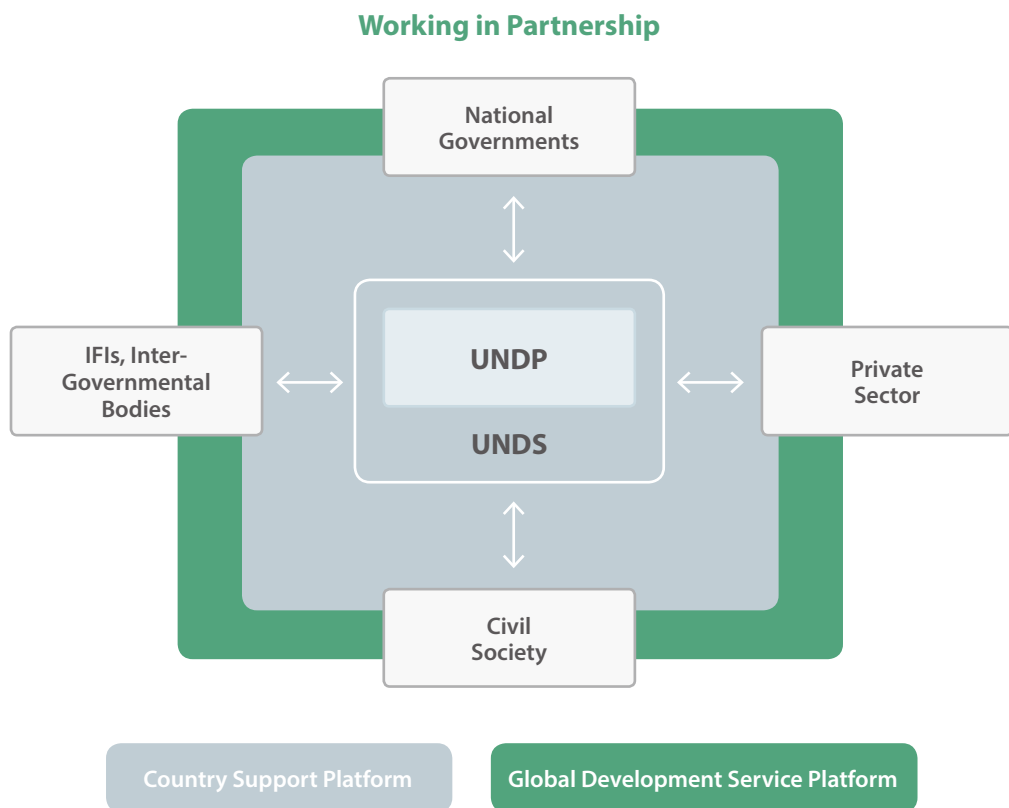 Working in Partnership
National
Governments
IFIs, Inter-
Governmental
Bodies
UNDP
UNDS
Private
Sector
Civil
Society
Country Support Platform
Global Development Service Platform